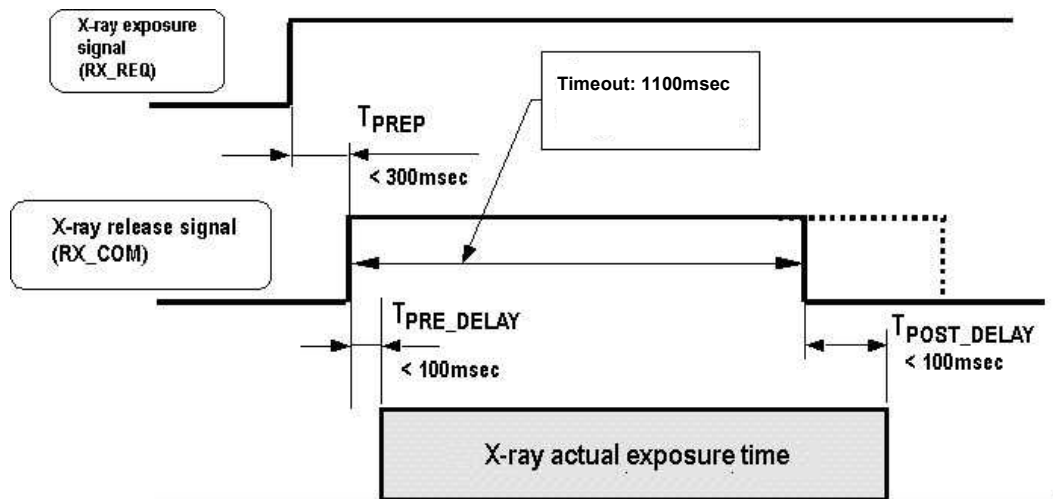 X-ray exposure
signal
(RX_REQ)
Timeout: 1100msec
TPREP
< 300msec
X-ray release signal
(RX_COM)
TPRE_DELAY
< 100msec
TPOST_DELAY
< 100msec
X-ray actual exposure time